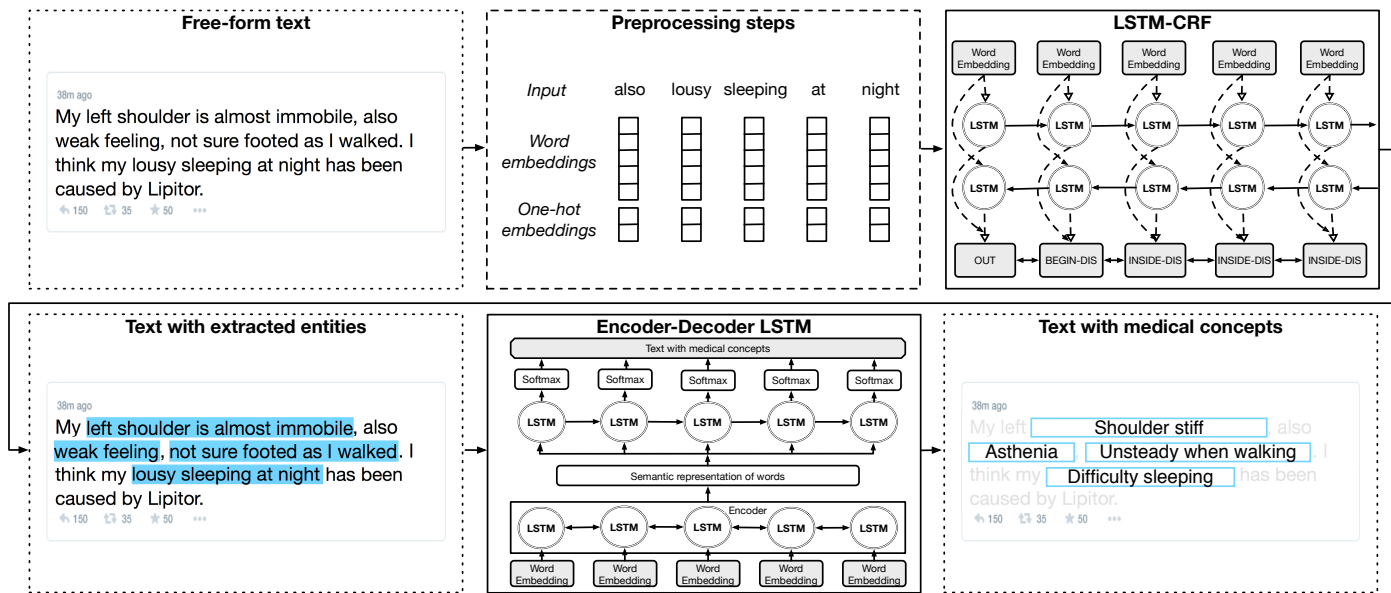 Free-form text
38m ago
My left shoulder is almost immobile, also
weak feeling, not sure footed as I walked. I
think my lousy sleeping at night has been
caused by Lipitor.
150 35 50
Preprocessing steps
Input also lousy sleeping at night
Word
embeddings
One-hot
embeddings
LSTM-CRF
Word Embedding Word Embedding Word Embedding Word Embedding Word Embedding
LSTM LSTM LSTM LSTM LSTM
LSTM LSTM LSTM LSTM LSTM
OUT BEGIN-DIS INSIDE-DIS INSIDE-DIS INSIDE-DIS
Text with extracted entities
38m ago
My left shoulder is almost immobile, also
weak feeling, not sure footed as I walked. I
think my lousy sleeping at night has been
caused by Lipitor.
150 35 50
Encoder-Decoder LSTM
Text with medical concepts
Softmax Softmax Softmax Softmax Softmax
LSTM LSTM LSTM LSTM LSTM
Semantic representation of words
Encoder
LSTM LSTM LSTM LSTM LSTM
Word Embedding Word Embedding Word Embedding Word Embedding Word Embedding
Text with medical concepts
38m ago
My left Shoulder stiff, also
Asthenia, Unsteady when walking. I
think my Difficulty sleeping has been
caused by Lipitor.
150 35 50